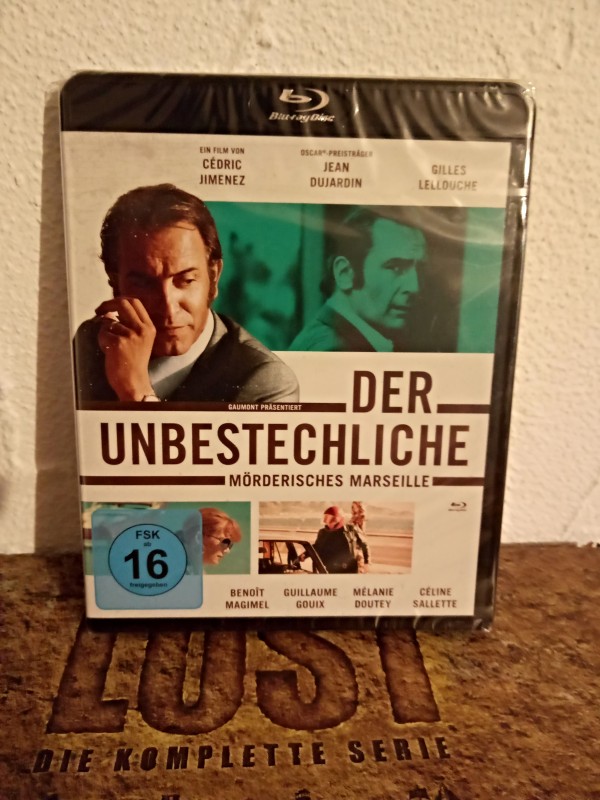 Blu-ray Disc
EIN FILM VON
CÉDRIC
JIMENEZ
OSCAR®-PREISTRÄGER
JEAN
DUJARDIN
GILLES
LELLOUCHE
GAUMONT PRÄSENTIERT
DER
UNBESTECHLICHE
MÖRDERISCHES MARSEILLE
FSK
ab
16
freigegeben
BENOÎT
MAGIMEL
GUILLAUME
GOUIX
MÉLANIE
DOUTEY
CÉLINE
SALLETTE
LOST
DIE KOMPLETTE SERIE